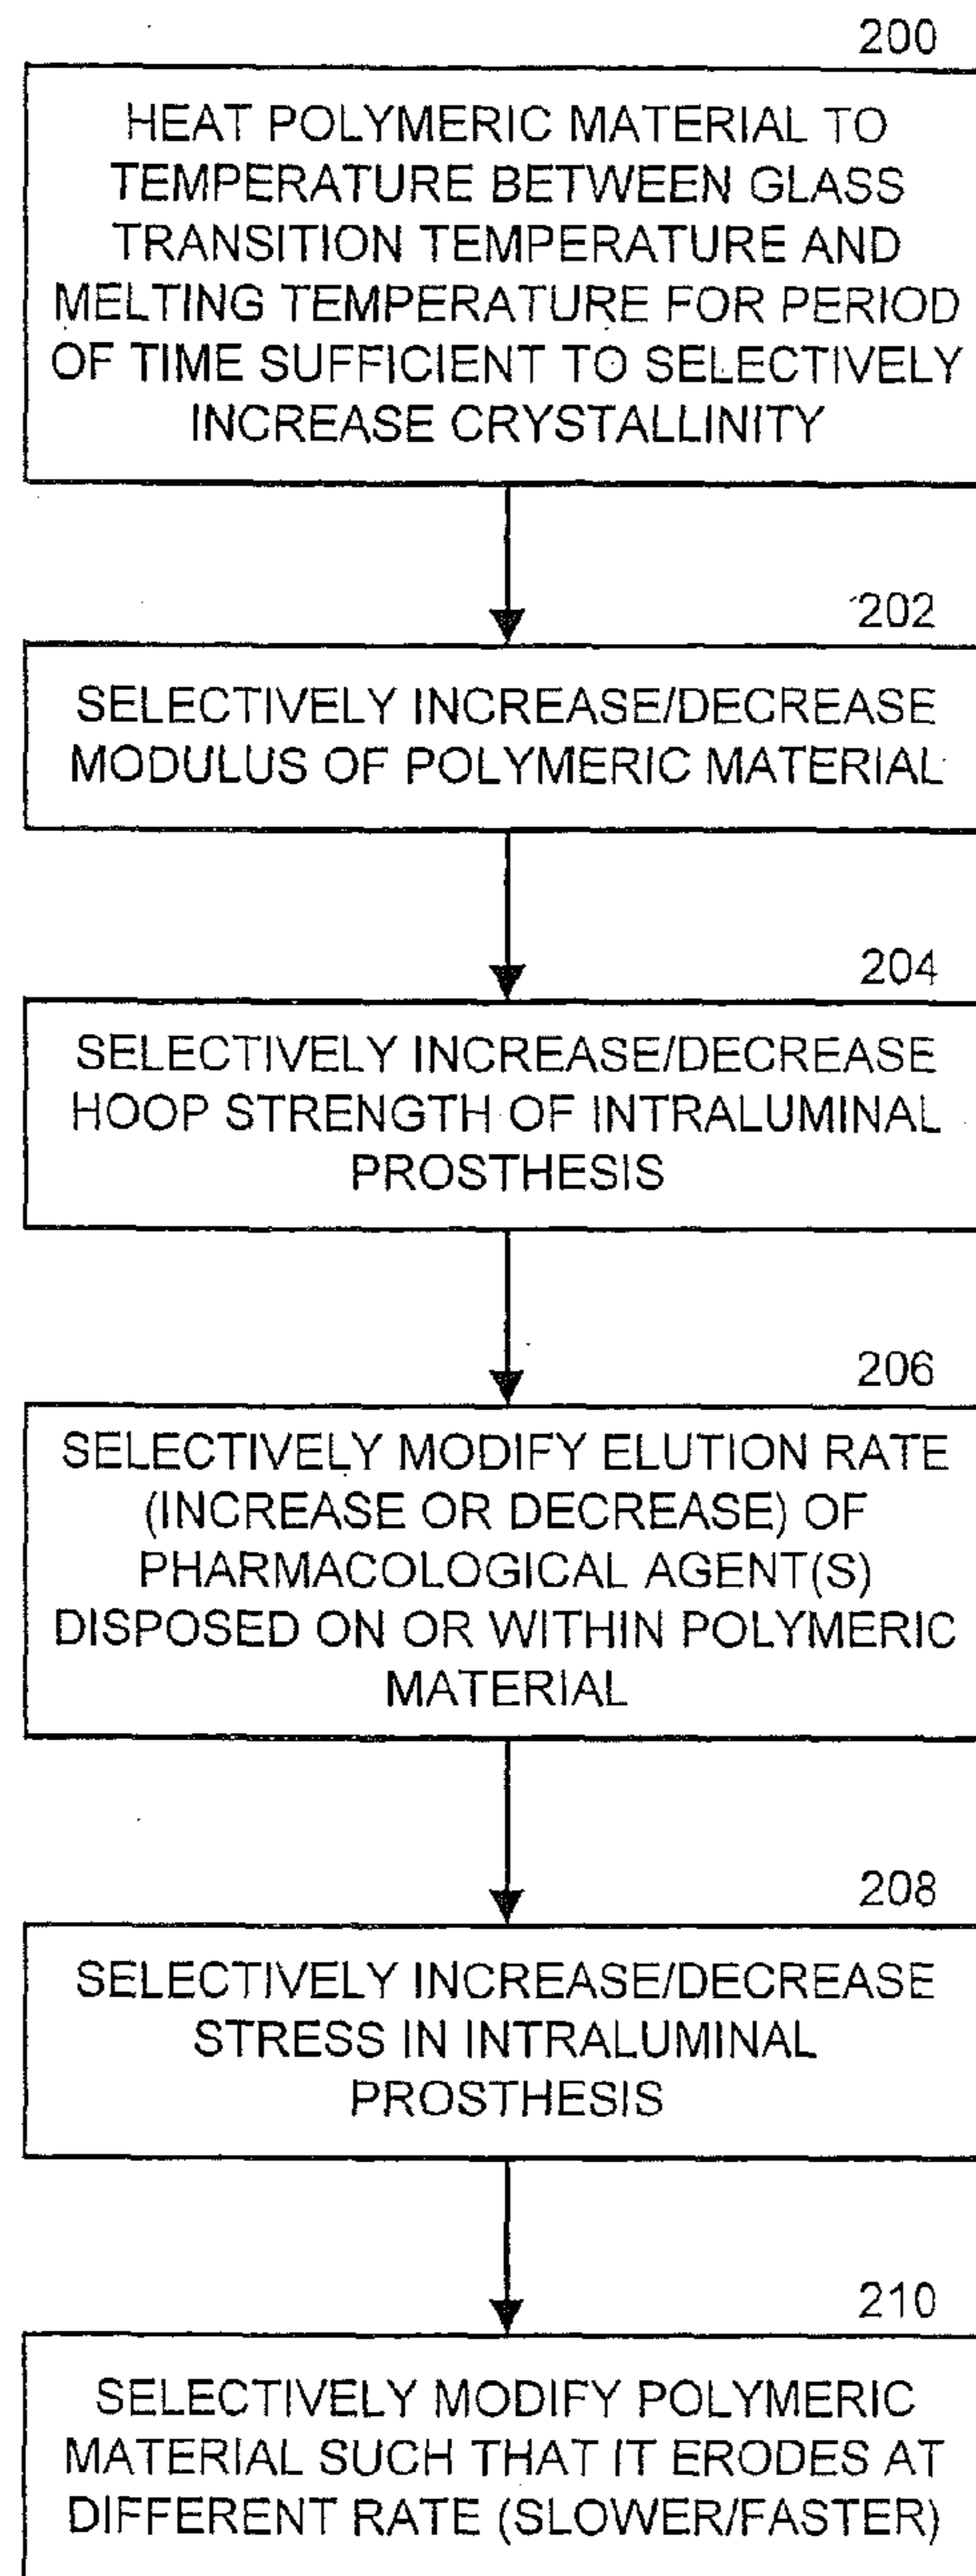 200
HEAT POLYMERIC MATERIAL TO
TEMPERATURE BETWEEN GLASS
TRANSITION TEMPERATURE AND
MELTING TEMPERATURE FOR PERIOD
OF TIME SUFFICIENT TO SELECTIVELY
INCREASE CRYSTALLINITY
202
SELECTIVELY INCREASE/DECREASE
MODULUS OF POLYMERIC MATERIAL
204
SELECTIVELY INCREASE/DECREASE
HOOP STRENGTH OF INTRALUMINAL
PROSTHESIS
206
SELECTIVELY MODIFY ELUTION RATE
(INCREASE OR DECREASE) OF
PHARMACOLOGICAL AGENT(S)
DISPOSED ON OR WITHIN POLYMERIC
MATERIAL
208
SELECTIVELY INCREASE/DECREASE
STRESS IN INTRALUMINAL
PROSTHESIS
210
SELECTIVELY MODIFY POLYMERIC
MATERIAL SUCH THAT IT ERODES AT
DIFFERENT RATE (SLOWER/FASTER)